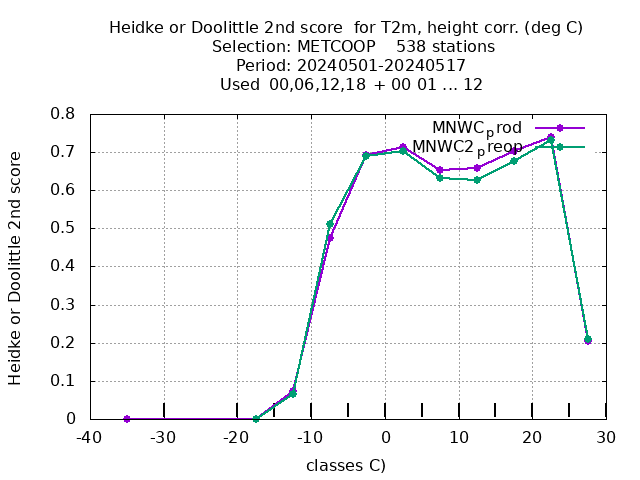 Heidke or Doolittle 2nd score  for T2m, height corr. (deg C)
Selection: METCOOP    538 stations
Period: 20240501-20240517
Used  00,06,12,18 + 00 01 ... 12
Heidke or Doolittle 2nd score
0.8
0.7
0.6
0.5
0.4
0.3
0.2
0.1
0
MNWCprod
MNWC2preop
-40 -30 -20 -10 0 10 20 30
classes C)